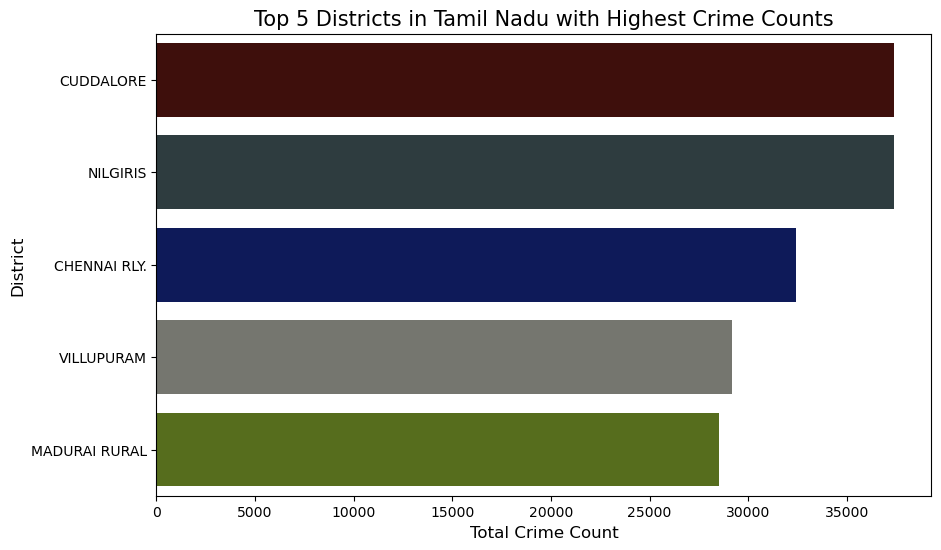 Top 5 Districts in Tamil Nadu with Highest Crime Counts
District
CUDDALORE
NILGIRIS
CHENNAI RLY.
VILLUPURAM
MADURAI RURAL
0 5000 10000 15000 20000 25000 30000 35000
Total Crime Count